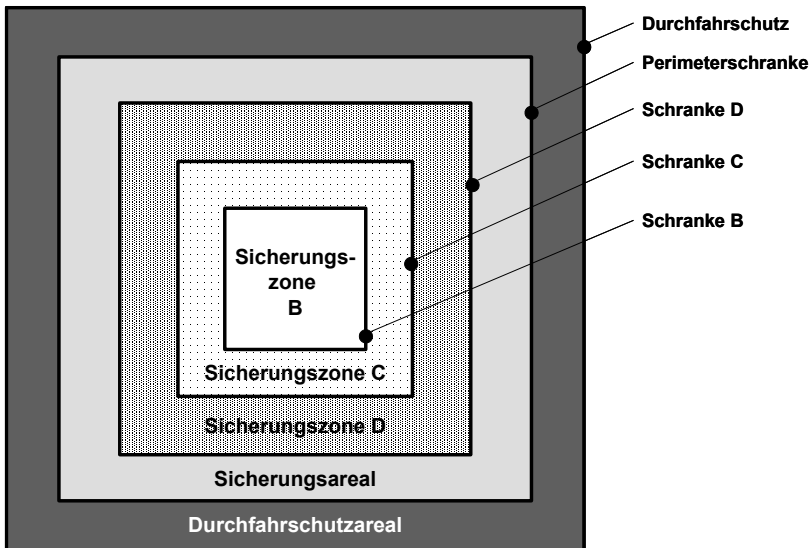 Durchfahrschutz
Perimeterschranke
Schranke D
Schranke C
Schranke B
Sicherungs-
zone
B
Sicherungszone C
Sicherungszone D
Sicherungsareal
Durchfahrschutzareal